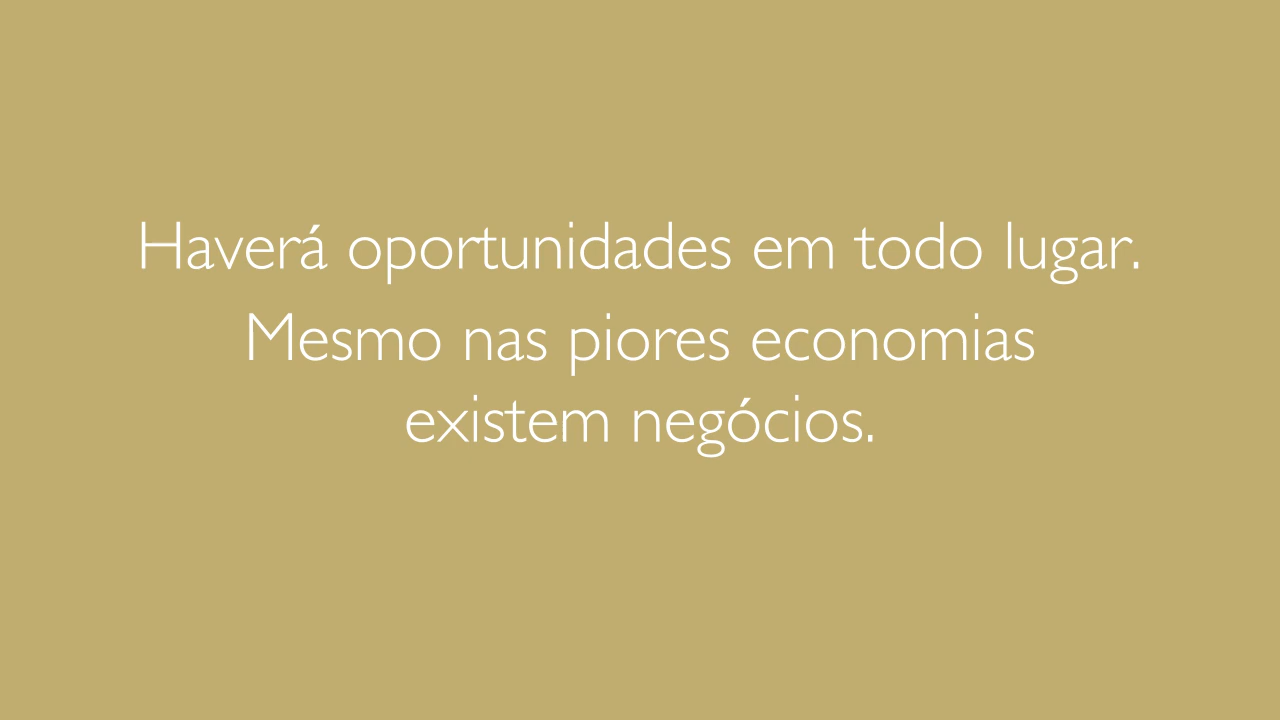 Haverá oportunidades em todo lugar.
Mesmo nas piores economias
existem negócios.